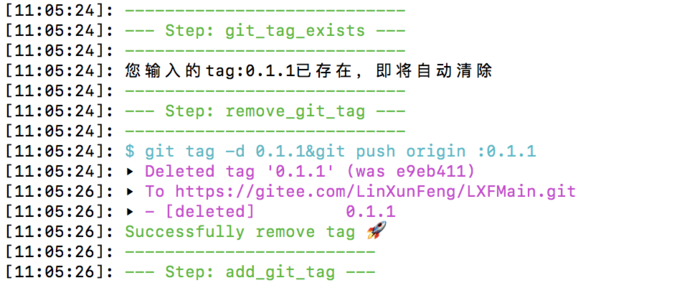 [11:05:24]: ----------------------------
[11:05:24]: --- Step: git_tag_exists ---
[11:05:24]: ----------------------------
[11:05:24]: 您输入的tag:0.1.1已存在，即将自动清除
[11:05:24]: ----------------------------
[11:05:24]: --- Step: remove_git_tag ---
[11:05:24]: ----------------------------
[11:05:24]: $ git tag -d 0.1.1&git push origin :0.1.1
[11:05:24]: ▸ Deleted tag '0.1.1' (was e9eb411)
[11:05:26]: ▸ To https://gitee.com/LinXunFeng/LXFMain.git
[11:05:26]: ▸ - [deleted]         0.1.1
[11:05:26]: Successfully remove tag 🚀
[11:05:26]: -------------------------
[11:05:26]: --- Step: add_git_tag ---